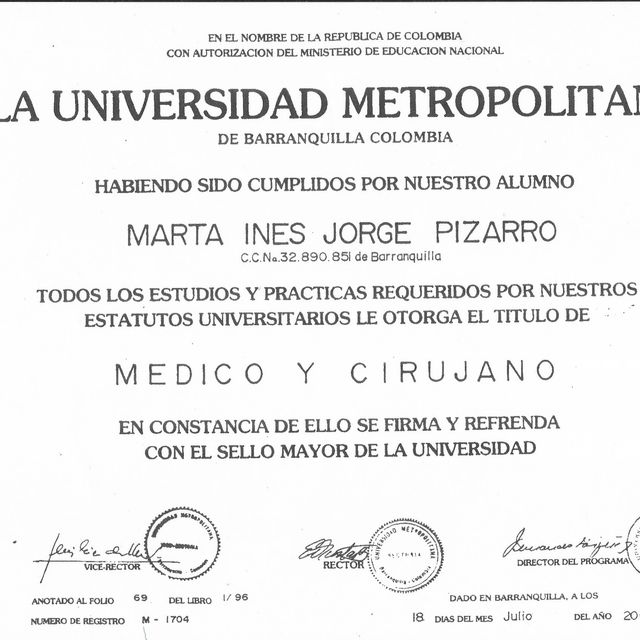 EN EL NOMBRE DE LA REPUBLICA DE COLOMBIA
CON AUTORIZACION DEL MINISTERIO DE EDUCACION NACIONAL
LA UNIVERSIDAD METROPOLITAN
DE BARRANQUILLA COLOMBIA
HABIENDO SIDO CUMPLIDOS POR NUESTRO ALUMNO
MARTA INES JORGE PIZARRO
C.C.No.32.890.851 de Barranquilla
TODOS LOS ESTUDIOS Y PRACTICAS REQUERIDOS POR NUESTROS
ESTATUTOS UNIVERSITARIOS LE OTORGA EL TITULO DE
MEDICO Y CIRUJANO
EN CONSTANCIA DE ELLO SE FIRMA Y REFRENDA
CON EL SELLO MAYOR DE LA UNIVERSIDAD
VICE-RECTOR
RECTOR
UNIVERSIDAD METROPOLITANA
Barranquilla - Colombia
DIRECTOR DEL PROGRAMA
ANOTADO AL FOLIO 69 DEL LIBRO 1/96
NUMERO DE REGISTRO M - 1704
DADO EN BARRANQUILLA, A LOS
18 DIAS DEL MES Julio DEL AÑO